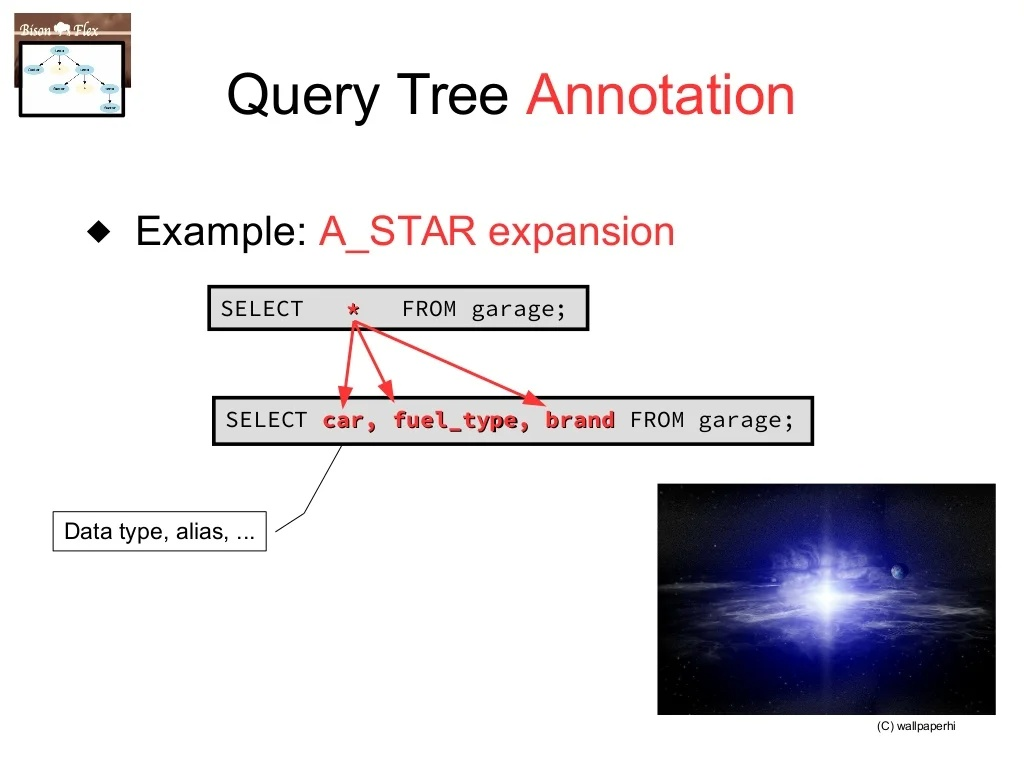 Bison Flex
Query Tree Annotation
◆ Example: A_STAR expansion
SELECT * FROM garage;
SELECT car, fuel_type, brand FROM garage;
Data type, alias, ...
(C) wallpaperhi